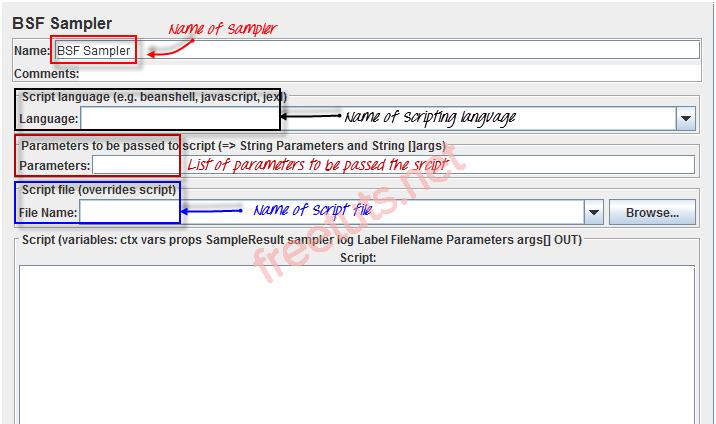 BSF Sampler
Name of sampler
Name: BSF Sampler
Comments:
Script language (e.g. beanshell, javascript, jexl)
Language: Name of scripting language
Parameters to be passed to script (=> String Parameters and String []args)
Parameters: List of parameters to be passed the srcipt
Script file (overrides script)
File Name: Name of script file Browse...
Script (variables: ctx vars props SampleResult sampler log Label FileName Parameters args[] OUT)
Script:
freetuts.net